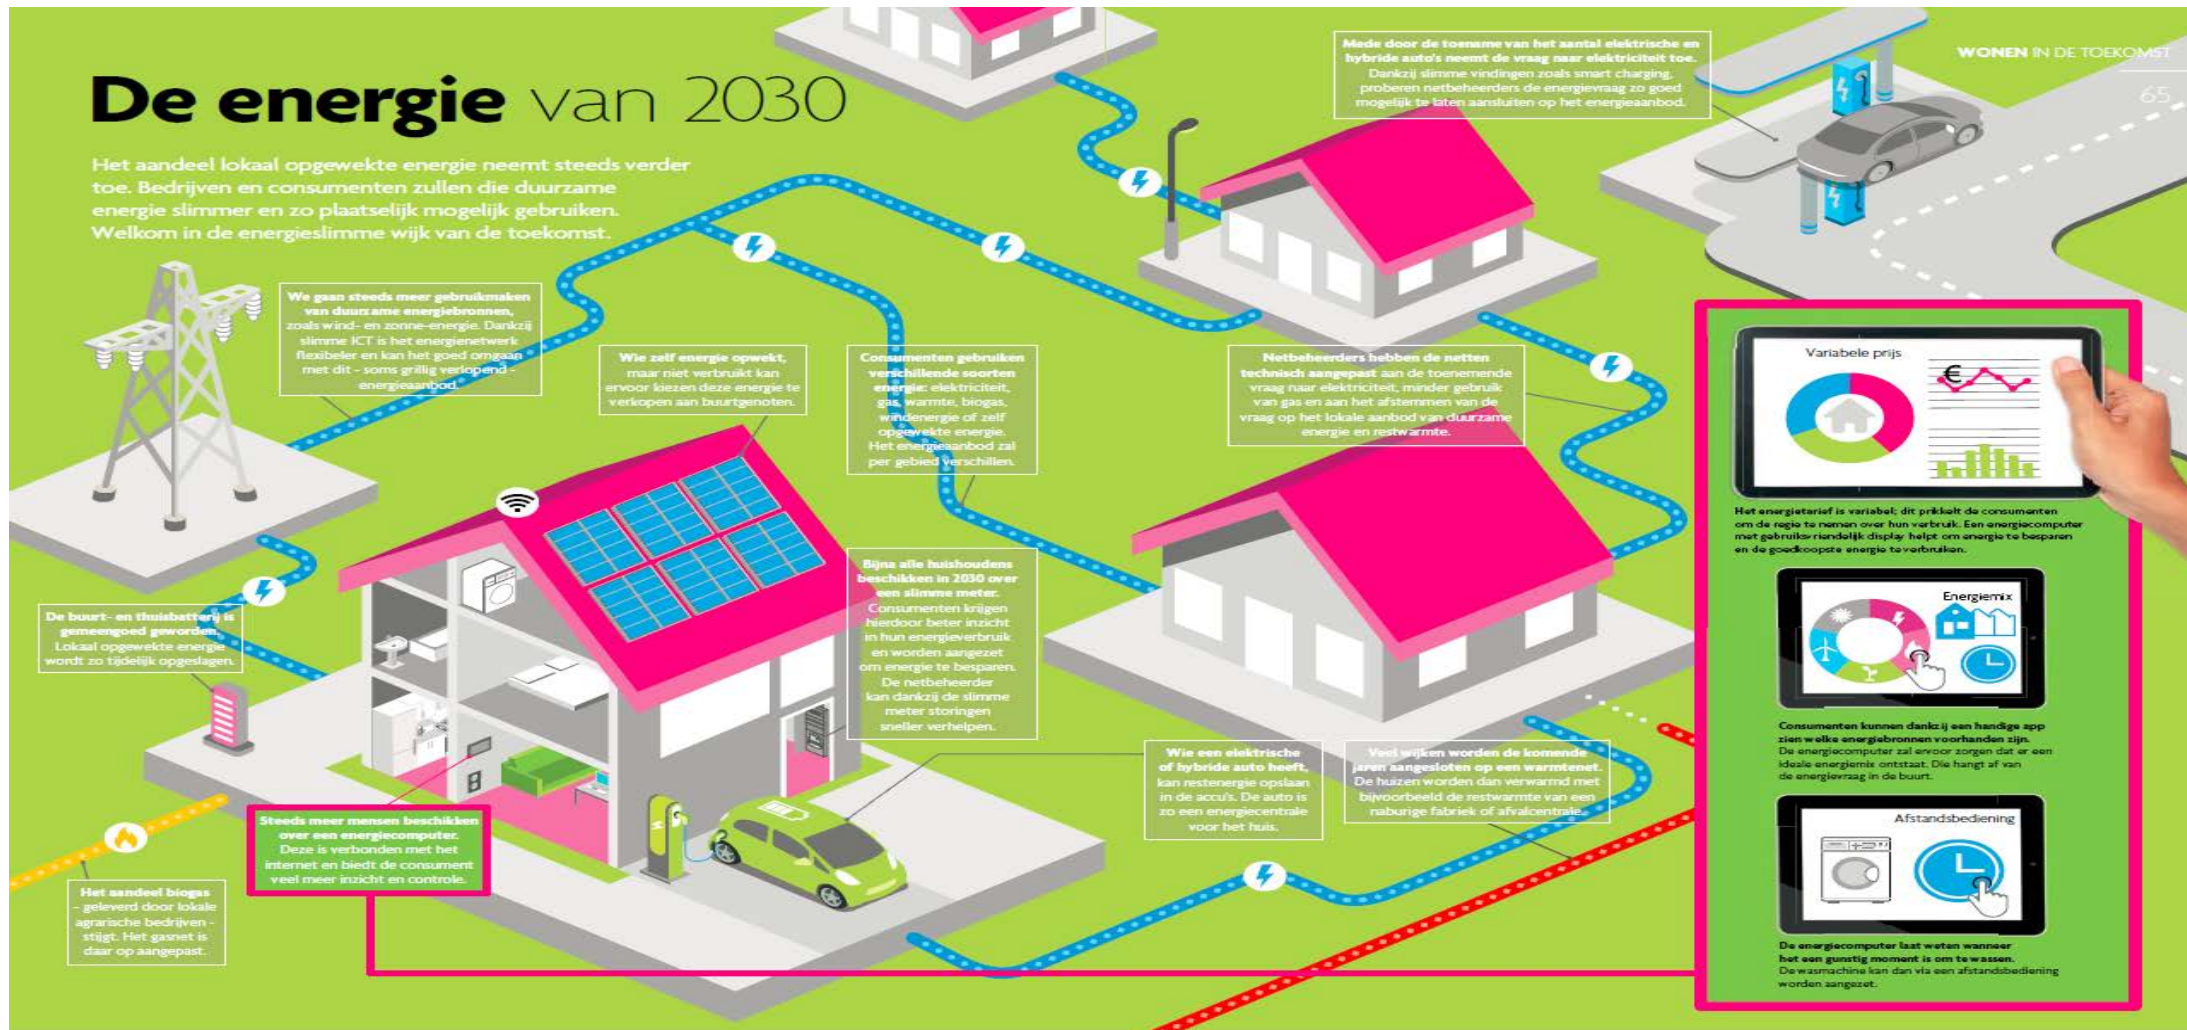 De energie van 2030
Het aandeel lokaal opgewekte energie neemt steeds verder
toe. Bedrijven en consumenten zullen die duurzame
energie slimmer en zo plaatselijk mogelijk gebruiken.
Welkom in de energieslimme wijk van de toekomst.
WONEN IN DE TOEKOMST
65
Mede door de toename van het aantal elektrische en
hybride auto's neemt de vraag naar elektriciteit toe.
Dankzij slimme vindingen zoals smart charging,
proberen netbeheerders de energievraag zo goed
mogelijk te laten aansluiten op het energieaanbod.
We gaan steeds meer gebruikmaken
van duurzame energiebronnen,
zoals wind- en zonne-energie. Dankzij
slimme ICT is het energienetwerk
flexibeler en kan het goed omgaan
met dit - soms grillig verlopend -
energieaanbod.
Wie zelf energie opwekt,
maar niet verbruikt kan
ervoor kiezen deze energie te
verkopen aan buurtgenoten.
Consumenten gebruiken
verschillende soorten
energie: elektriciteit,
gas, warmte, biogas,
windenergie of zelf
opgewekte energie.
Het energieaanbod zal
per gebied verschillen.
Netbeheerders hebben de netten
technisch aangepast aan de toenemende
vraag naar elektriciteit, minder gebruik
van gas en aan het afstemmen van de
vraag op het lokale aanbod van duurzame
energie en restwarmte.
De buurt- en thuisbatterij is
gemeengoed geworden.
Lokaal opgewekte energie
wordt zo tijdelijk opgeslagen.
Bijna alle huishoudens
beschikken in 2030 over
een slimme meter.
Consumenten krijgen
hierdoor beter inzicht
in hun energieverbruik
en worden aangezet
om energie te besparen.
De netbeheerder
kan dankzij de slimme
meter storingen
sneller verhelpen.
Wie een elektrische
of hybride auto heeft,
kan restenergie opslaan
in de accu's. De auto is
zo een energiecentrale
voor het huis.
Veel wijken worden de komende
jaren aangesloten op een warmtenet.
De huizen worden dan verwarmd met
bijvoorbeeld de restwarmte van een
naburige fabriek of afvalcentrale.
Steeds meer mensen beschikken
over een energiecomputer.
Deze is verbonden met het
internet en biedt de consument
veel meer inzicht en controle.
Het aandeel biogas
- geleverd door lokale
agrarische bedrijven -
stijgt. Het gasnet is
daar op aangepast.
Variabele prijs
€
Het energietarief is variabel; dit prikkelt de consumenten
om de regie te nemen over hun verbruik. Een energiecomputer
met gebruiksvriendelijk display helpt om energie te besparen
en de goedkoopste energie te verbruiken.
Energiemix
Consumenten kunnen dankzij een handige app
zien welke energiebronnen voorhanden zijn.
De energiecomputer zal ervoor zorgen dat er een
ideale energiemix ontstaat. Die hangt af van
de energievraag in de buurt.
Afstandsbediening
De energiecomputer laat weten wanneer
het een gunstig moment is om te wassen.
De wasmachine kan dan via een afstandsbediening
worden aangezet.